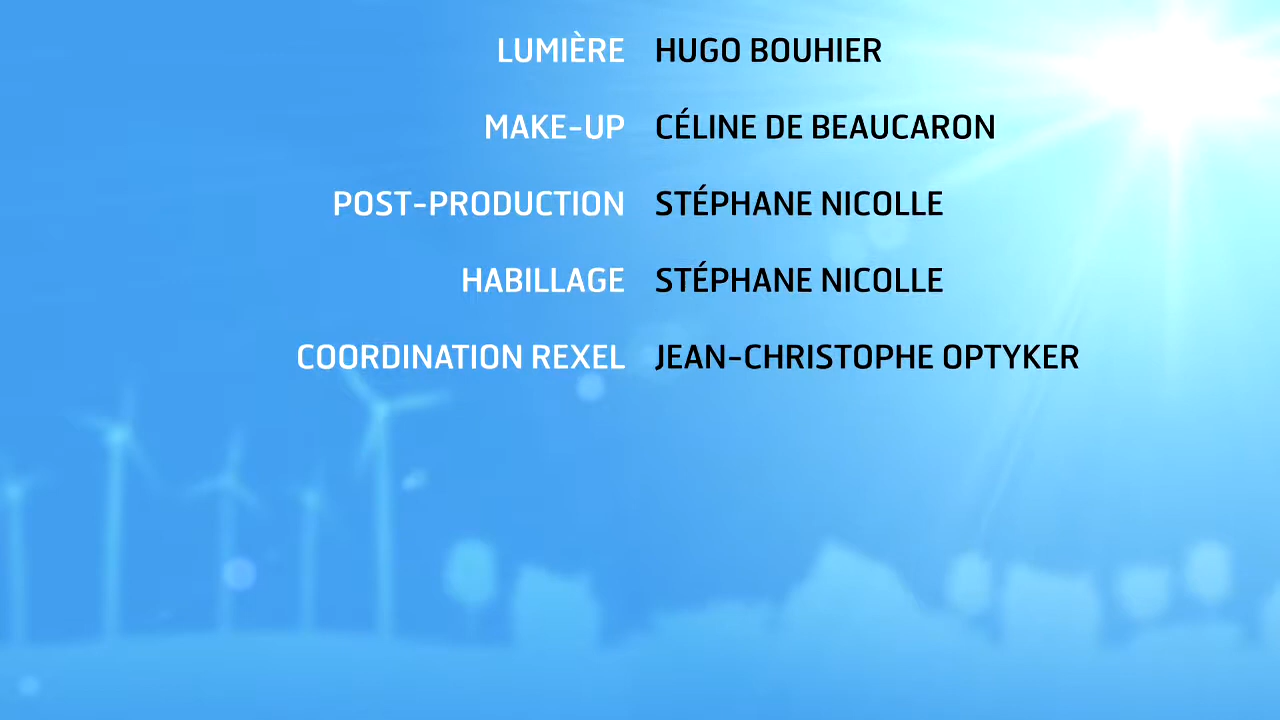 LUMIÈRE HUGO BOUHIER
MAKE-UP CÉLINE DE BEAUCARON
POST-PRODUCTION STÉPHANE NICOLLE
HABILLAGE STÉPHANE NICOLLE
COORDINATION REXEL JEAN-CHRISTOPHE OPTYKER